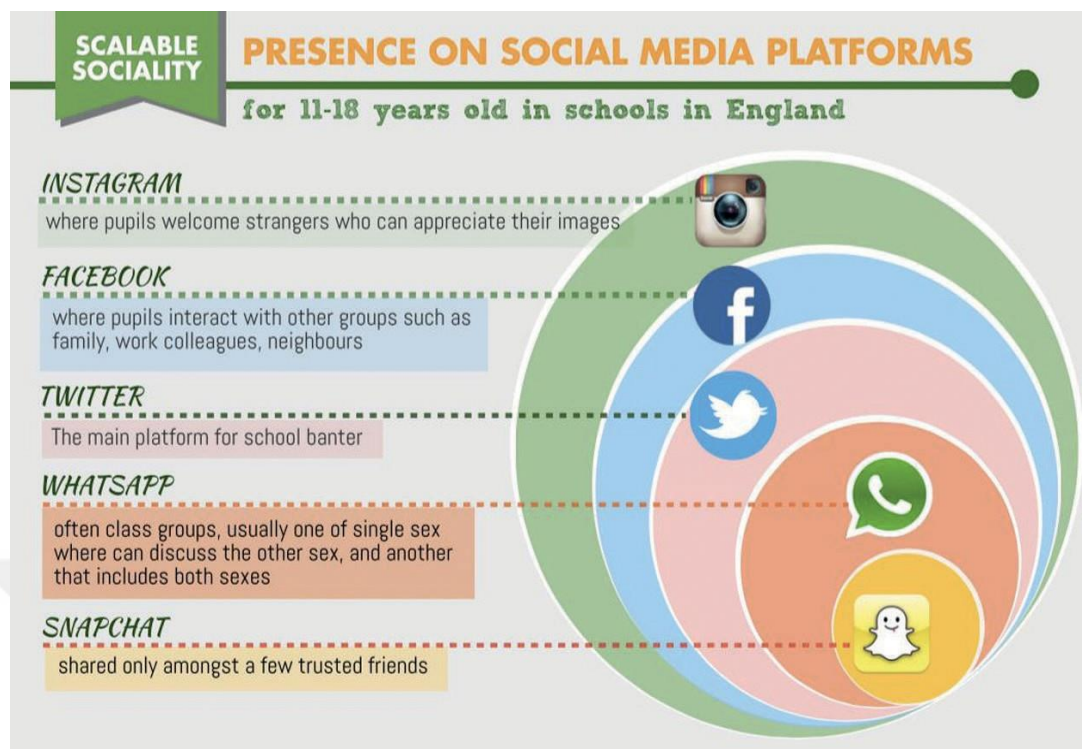 SCALABLE
SOCIALITY
PRESENCE ON SOCIAL MEDIA PLATFORMS
for 11-18 years old in schools in England
INSTAGRAM
where pupils welcome strangers who can appreciate their images
FACEBOOK
where pupils interact with other groups such as
family, work colleagues, neighbours
TWITTER
The main platform for school banter
WHATSAPP
often class groups, usually one of single sex
where can discuss the other sex, and another
that includes both sexes
SNAPCHAT
shared only amongst a few trusted friends